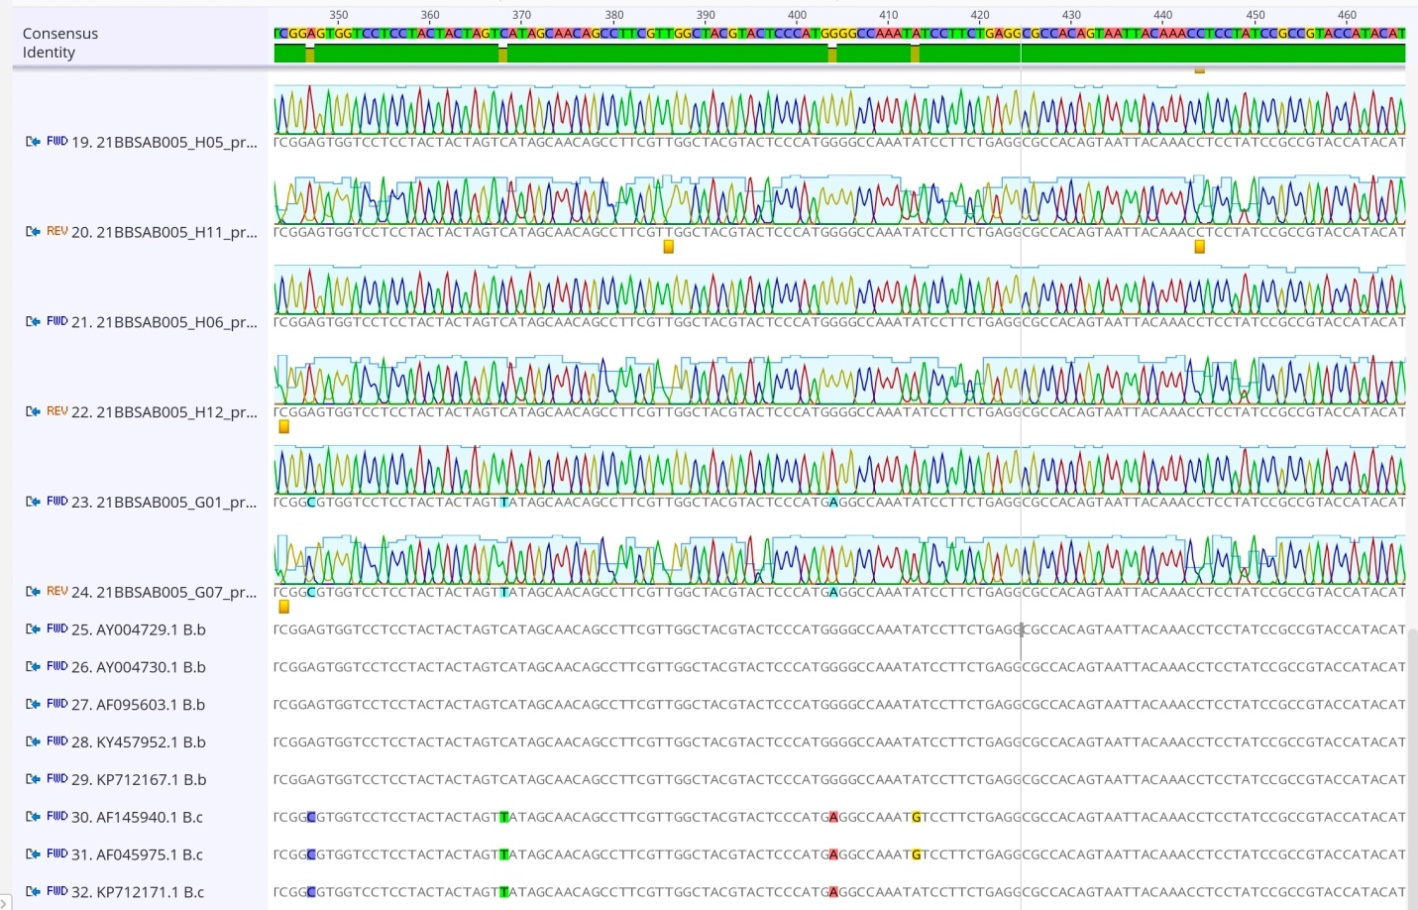 350 360 370 380 390 400 410 420 430 440 450 460
Consensus TCGGAGTGGTCCTCCTACTACTAGTCATAGCAACAGCCTTCGTTGGCTACGTACTCCCATGGGGCCAAATATCCTTCTGAGGCGCCACAGTAATTACAAACCTCCTATCCGCCGTACCATACAT
Identity
FWD 19. 21BBSAB005_H05_pr... TCGGAGTGGTCCTCCTACTACTAGTCATAGCAACAGCCTTCGTTGGCTACGTACTCCCATGGGGCCAAATATCCTTCTGAGGCGCCACAGTAATTACAAACCTCCTATCCGCCGTACCATACAT
REV 20. 21BBSAB005_H11_pr... TCGGAGTGGTCCTCCTACTACTAGTCATAGCAACAGCCTTCGTTGGCTACGTACTCCCATGGGGCCAAATATCCTTCTGAGGCGCCACAGTAATTACAAACCTCCTATCCGCCGTACCATACAT
FWD 21. 21BBSAB005_H06_pr... TCGGAGTGGTCCTCCTACTACTAGTCATAGCAACAGCCTTCGTTGGCTACGTACTCCCATGGGGCCAAATATCCTTCTGAGGCGCCACAGTAATTACAAACCTCCTATCCGCCGTACCATACAT
REV 22. 21BBSAB005_H12_pr... TCGGAGTGGTCCTCCTACTACTAGTCATAGCAACAGCCTTCGTTGGCTACGTACTCCCATGGGGCCAAATATCCTTCTGAGGCGCCACAGTAATTACAAACCTCCTATCCGCCGTACCATACAT
FWD 23. 21BBSAB005_G01_pr... TCGGCGTGGTCCTCCTACTACTAGTTATAGCAACAGCCTTCGTTGGCTACGTACTCCCATGAGGCCAAATATCCTTCTGAGGCGCCACAGTAATTACAAACCTCCTATCCGCCGTACCATACAT
REV 24. 21BBSAB005_G07_pr... TCGGCGTGGTCCTCCTACTACTAGTTATAGCAACAGCCTTCGTTGGCTACGTACTCCCATGAGGCCAAATATCCTTCTGAGGCGCCACAGTAATTACAAACCTCCTATCCGCCGTACCATACAT
FWD 25. AY004729.1 B.b TCGGAGTGGTCCTCCTACTACTAGTCATAGCAACAGCCTTCGTTGGCTACGTACTCCCATGGGGCCAAATATCCTTCTGAGGCGCCACAGTAATTACAAACCTCCTATCCGCCGTACCATACAT
FWD 26. AY004730.1 B.b TCGGAGTGGTCCTCCTACTACTAGTCATAGCAACAGCCTTCGTTGGCTACGTACTCCCATGGGGCCAAATATCCTTCTGAGGCGCCACAGTAATTACAAACCTCCTATCCGCCGTACCATACAT
FWD 27. AF095603.1 B.b TCGGAGTGGTCCTCCTACTACTAGTCATAGCAACAGCCTTCGTTGGCTACGTACTCCCATGGGGCCAAATATCCTTCTGAGGCGCCACAGTAATTACAAACCTCCTATCCGCCGTACCATACAT
FWD 28. KY457952.1 B.b TCGGAGTGGTCCTCCTACTACTAGTCATAGCAACAGCCTTCGTTGGCTACGTACTCCCATGGGGCCAAATATCCTTCTGAGGCGCCACAGTAATTACAAACCTCCTATCCGCCGTACCATACAT
FWD 29. KP712167.1 B.b TCGGAGTGGTCCTCCTACTACTAGTCATAGCAACAGCCTTCGTTGGCTACGTACTCCCATGGGGCCAAATATCCTTCTGAGGCGCCACAGTAATTACAAACCTCCTATCCGCCGTACCATACAT
FWD 30. AF145940.1 B.c TCGGCGTGGTCCTCCTACTACTAGTTATAGCAACAGCCTTCGTTGGCTACGTACTCCCATGAGGCCAAATGTCCTTCTGAGGCGCCACAGTAATTACAAACCTCCTATCCGCCGTACCATACAT
FWD 31. AF045975.1 B.c TCGGCGTGGTCCTCCTACTACTAGTTATAGCAACAGCCTTCGTTGGCTACGTACTCCCATGAGGCCAAATGTCCTTCTGAGGCGCCACAGTAATTACAAACCTCCTATCCGCCGTACCATACAT
FWD 32. KP712171.1 B.c TCGGCGTGGTCCTCCTACTACTAGTTATAGCAACAGCCTTCGTTGGCTACGTACTCCCATGAGGCCAAATATCCTTCTGAGGCGCCACAGTAATTACAAACCTCCTATCCGCCGTACCATACAT